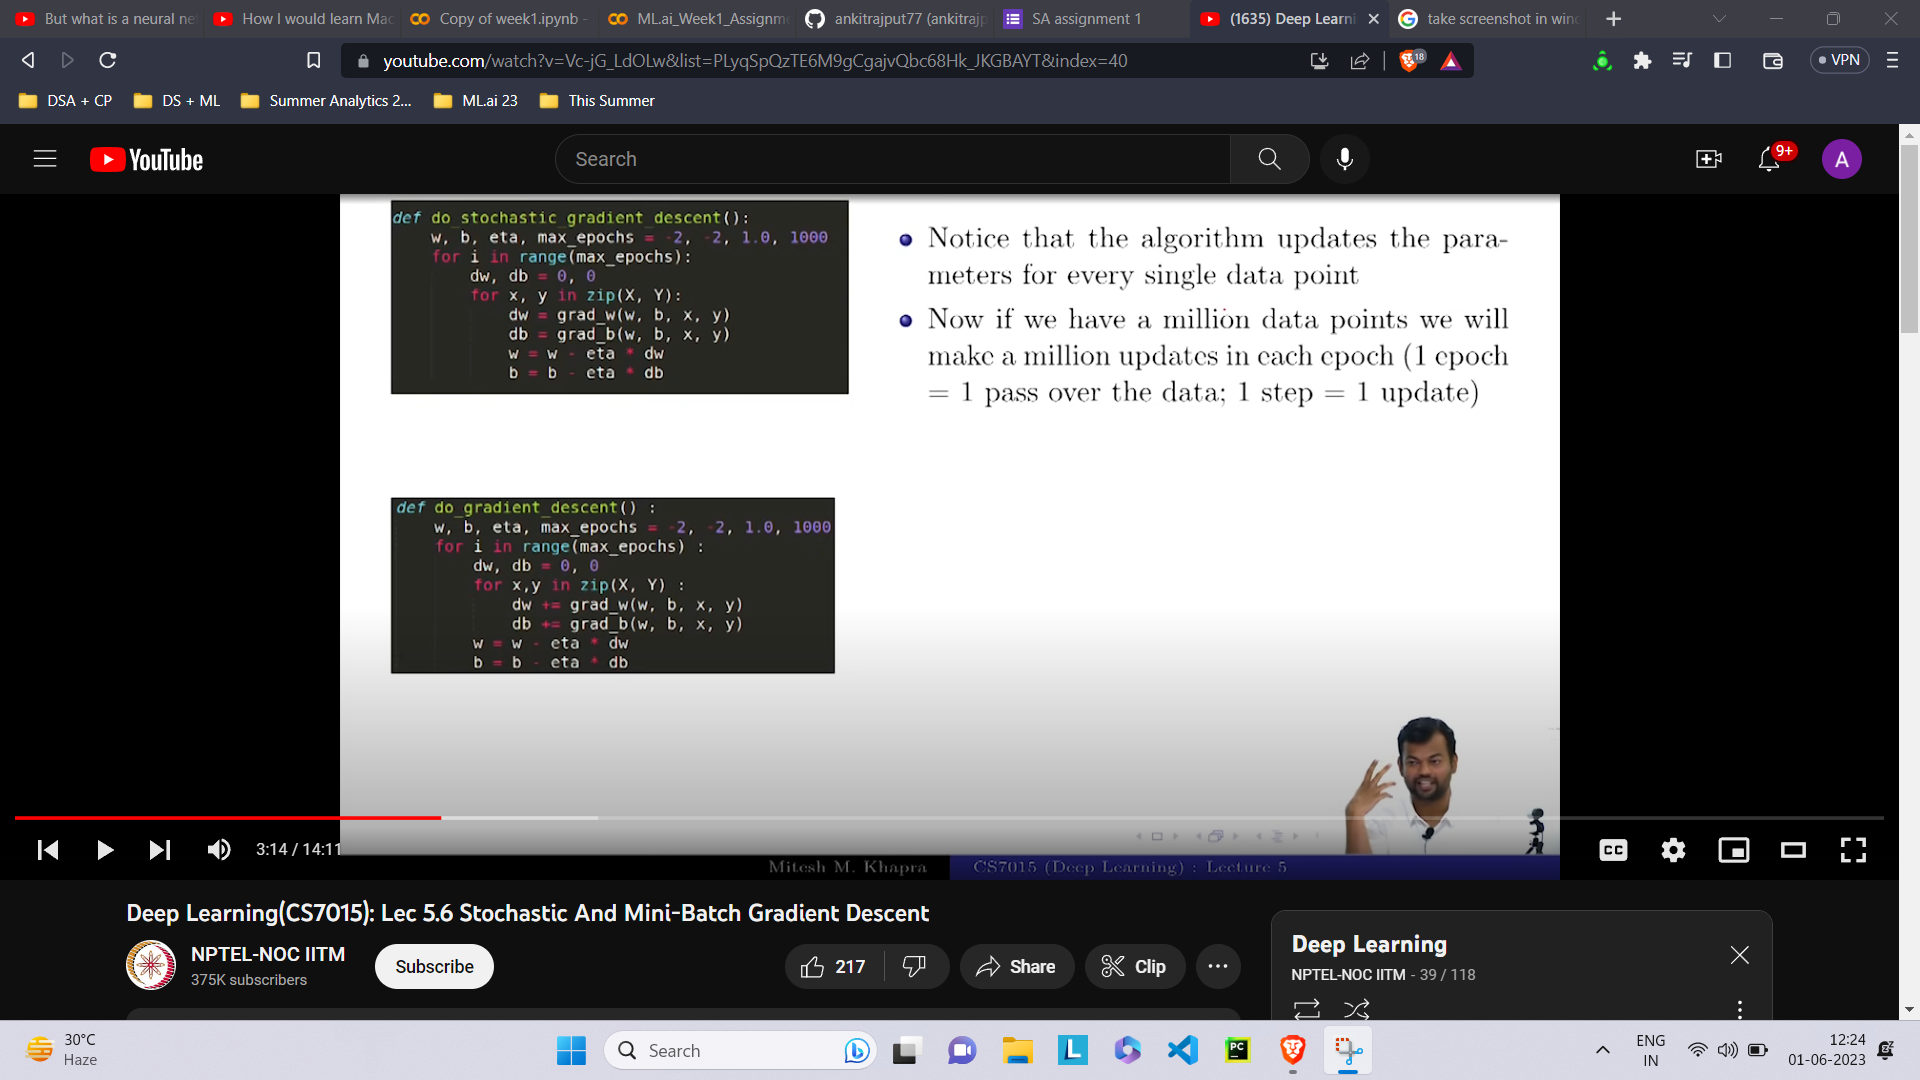 But what is a neural ne
How I would learn Mac
Copy of week1.ipynb -
ML.ai_Week1_Assignme
ankitrajput77 (ankitrajp
SA assignment 1
(1635) Deep Learni
take screenshot in wind
youtube.com/watch?v=Vc-jG_LdOLw&list=PLyqSpQzTE6M9gCgajvQbc68Hk_JKGBAYT&index=40
18
VPN
DSA + CP
DS + ML
Summer Analytics 2...
ML.ai 23
This Summer
YouTube
Search
9+
A
def do_stochastic_gradient_descent():
w, b, eta, max_epochs = -2, -2, 1.0, 1000
for i in range(max_epochs):
dw, db = 0, 0
for x, y in zip(X, Y):
dw = grad_w(w, b, x, y)
db = grad_b(w, b, x, y)
w = w - eta * dw
b = b - eta * db
Notice that the algorithm updates the para-
meters for every single data point
Now if we have a million data points we will
make a million updates in each epoch (1 epoch
= 1 pass over the data; 1 step = 1 update)
def do_gradient_descent() :
w, b, eta, max_epochs = -2, -2, 1.0, 1000
for i in range(max_epochs) :
dw, db = 0, 0
for x,y in zip(X, Y) :
dw += grad_w(w, b, x, y)
db += grad_b(w, b, x, y)
w = w - eta * dw
b = b - eta * db
3:14 / 14:11
CC
Mitesh M. Khapra
CS7015 (Deep Learning) : Lecture 5
Deep Learning(CS7015): Lec 5.6 Stochastic And Mini-Batch Gradient Descent
NPTEL-NOC IITM
375K subscribers
Subscribe
217
Share
Clip
Deep Learning
NPTEL-NOC IITM - 39 / 118
30°C
Haze
Search
L
PC
ENG
IN
12:24
01-06-2023